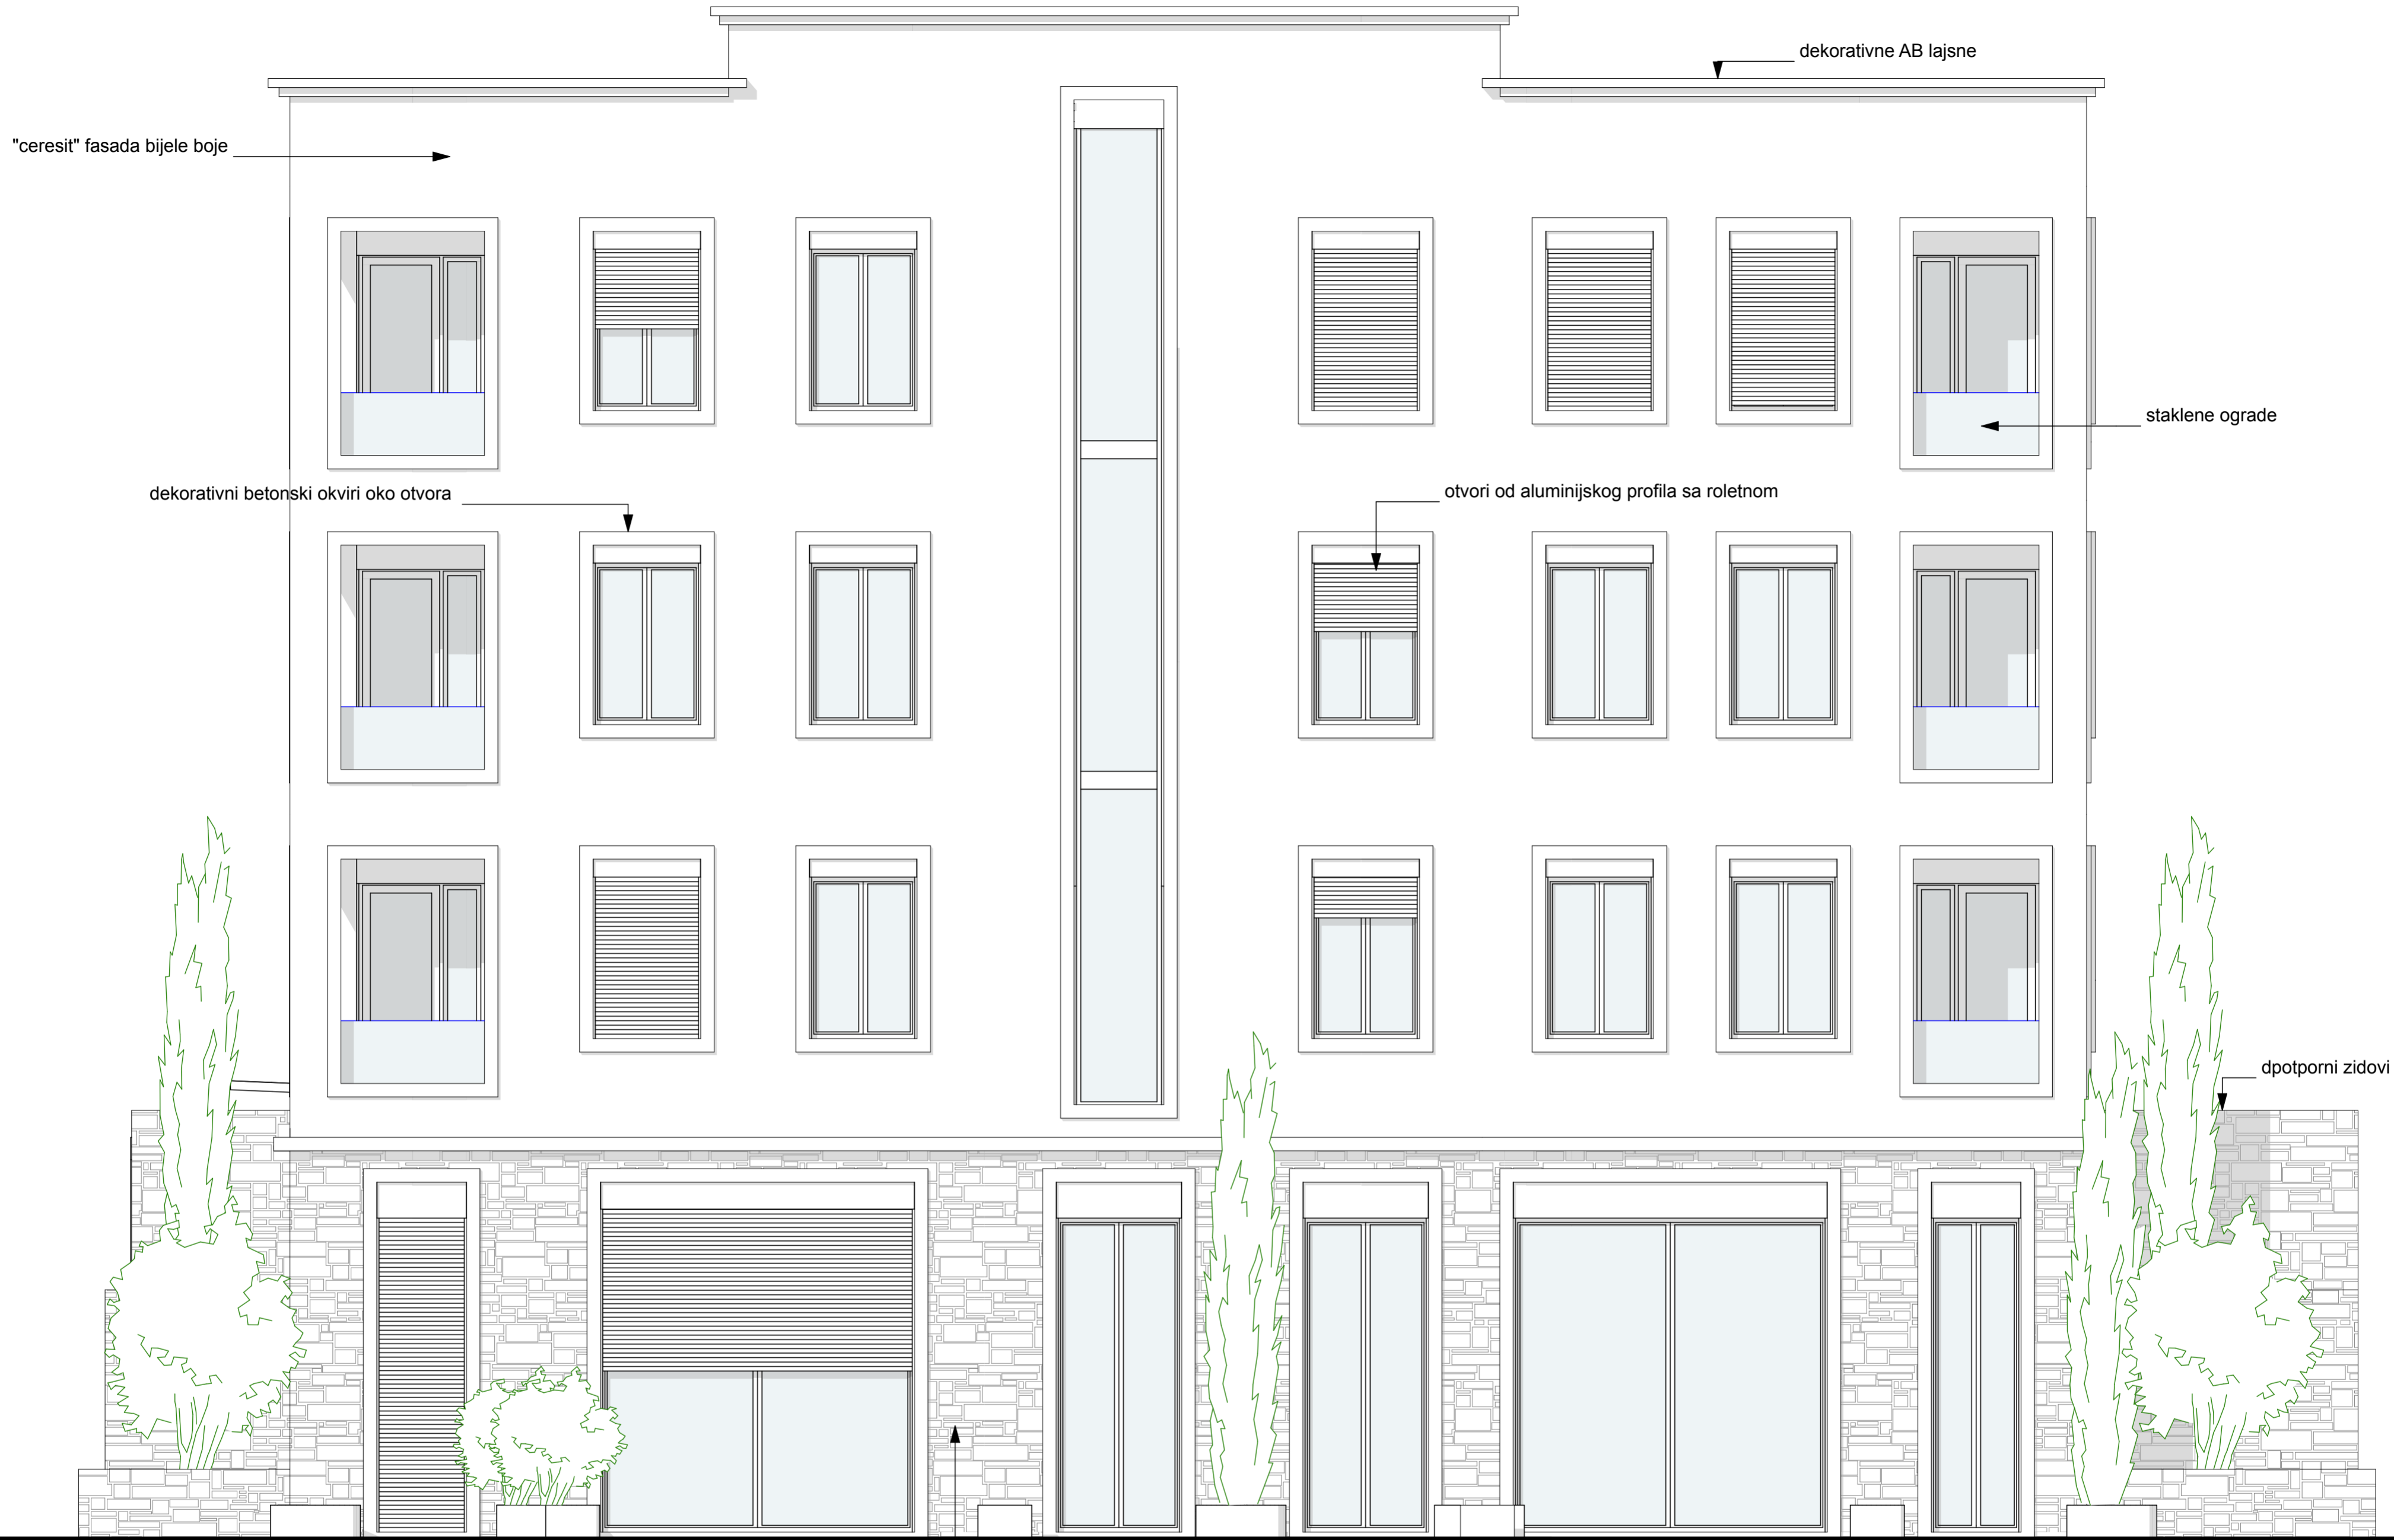 dekorativne AB lajsne
"ceresit" fasada bijele boje
staklene ograde
dekorativni betonski okviri oko otvora
otvori od aluminijskog profila sa roletnom
dpotporni zidovi